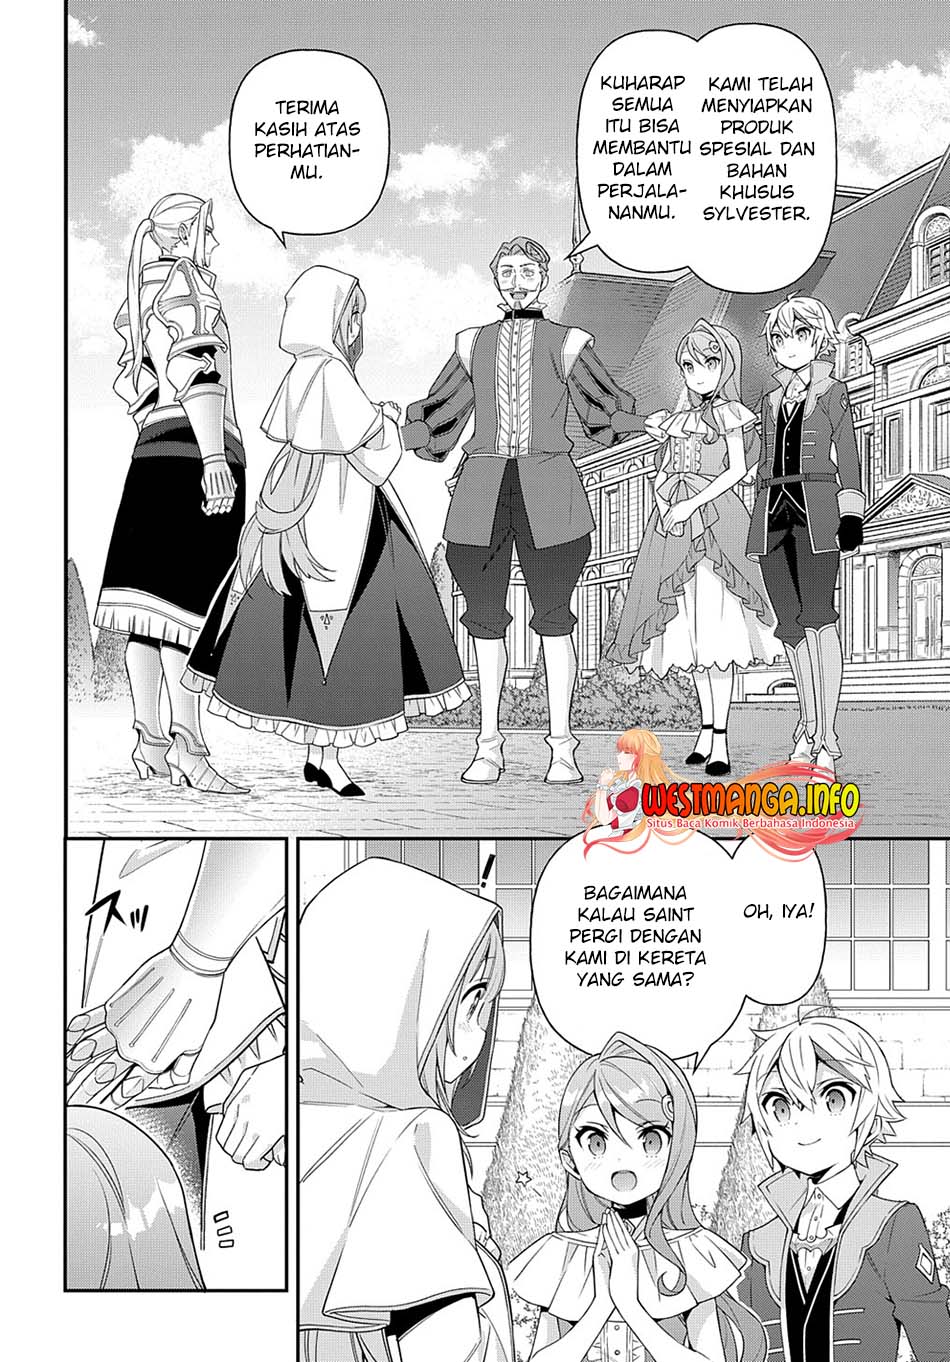 KAMI TELAH
MENYIAPKAN
PRODUK
SPESIAL DAN
BAHAN
KHUSUS
SYLVESTER.
KUHARAP
SEMUA
ITU BISA
MEMBANTU
DALAM
PERJALA-
NANMU.
TERIMA
KASIH ATAS
PERHATIAN-
MU.
WESTMANGA.INFO
Situs Baca Komik Berbahasa Indonesia
OH, IYA!
BAGAIMANA
KALAU SAINT
PERGI DENGAN
KAMI DI KERETA
YANG SAMA?
!
スッ